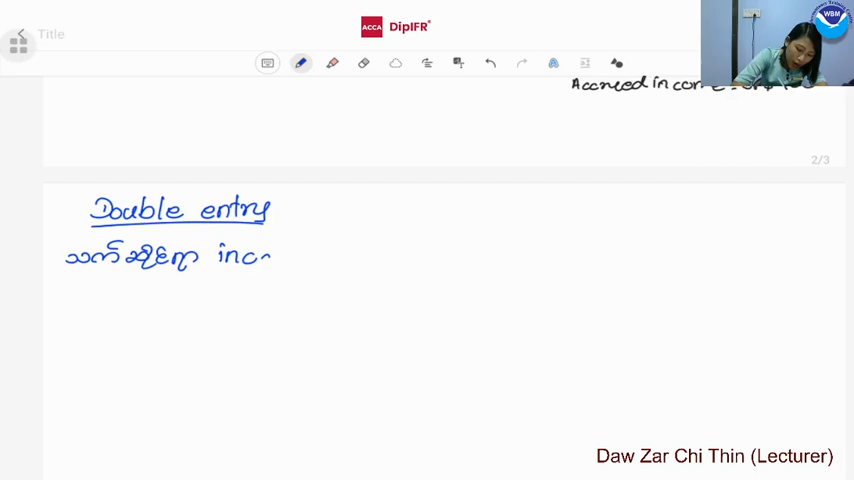 Title
ACCA DipIFR
WBM
Accrued income
2/3
Double entry
သက်ဆိုင်ရာ inc
Daw Zar Chi Thin (Lecturer)